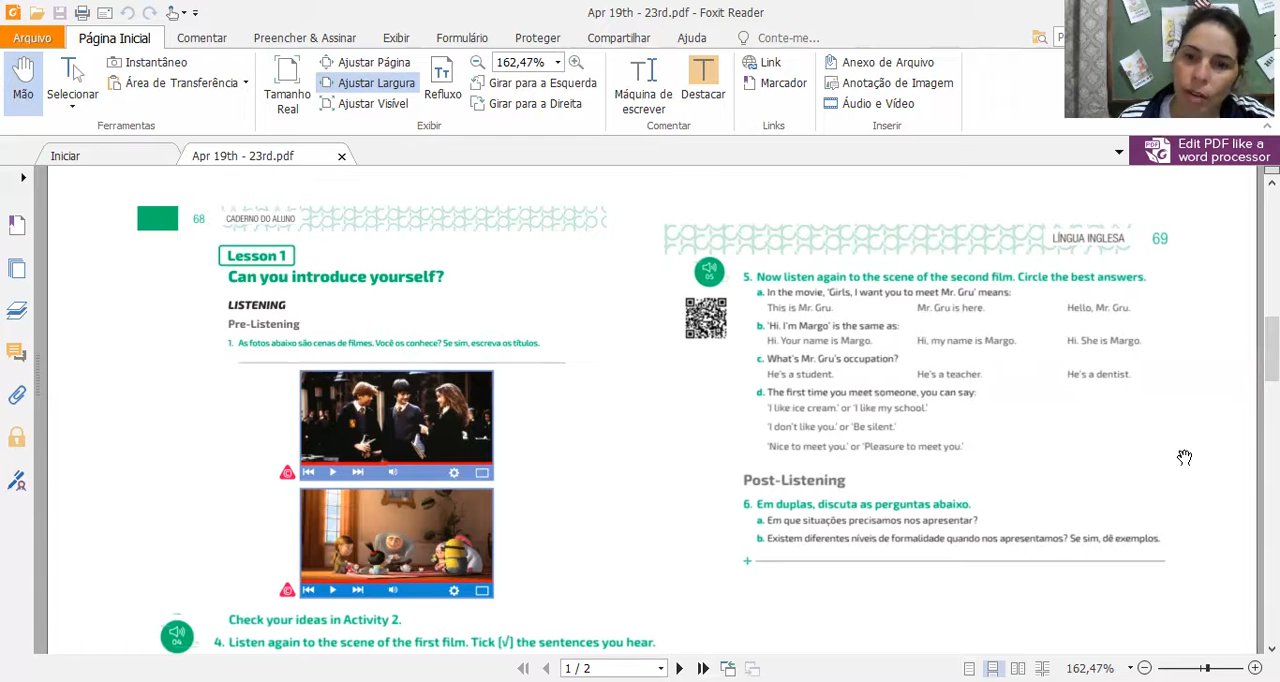 Apr 19th - 23rd.pdf - Foxit Reader
Arquivo
Página Inicial
Comentar
Preencher & Assinar
Exibir
Formulário
Proteger
Compartilhar
Ajuda
Conte-me...
Mão
Selecionar
Instantâneo
Área de Transferência
Ferramentas
Tamanho Real
Ajustar Página
Ajustar Largura
Ajustar Visível
Refluxo
162,47%
Girar para a Esquerda
Girar para a Direita
Exibir
Máquina de escrever
Destacar
Comentar
Link
Marcador
Links
Anexo de Arquivo
Anotação de Imagem
Áudio e Vídeo
Inserir
Iniciar
Apr 19th - 23rd.pdf
Edit PDF like a
word processor
68
CADERNO DO ALUNO
Lesson 1
Can you introduce yourself?
LISTENING
Pre-Listening
1. As fotos abaixo são cenas de filmes. Você os conhece? Se sim, escreva os títulos.
Check your ideas in Activity 2.
04
4. Listen again to the scene of the first film. Tick [√] the sentences you hear.
LÍNGUA INGLESA 69
05
5. Now listen again to the scene of the second film. Circle the best answers.
a. In the movie, 'Girls, I want you to meet Mr. Gru' means:
This is Mr. Gru. Mr. Gru is here. Hello, Mr. Gru.
b. 'Hi. I'm Margo' is the same as:
Hi. Your name is Margo. Hi, my name is Margo. Hi. She is Margo.
c. What's Mr. Gru's occupation?
He's a student. He's a teacher. He's a dentist.
d. The first time you meet someone, you can say:
'I like ice cream.' or 'I like my school.'
'I don't like you.' or 'Be silent.'
'Nice to meet you.' or 'Pleasure to meet you.'
Post-Listening
6. Em duplas, discuta as perguntas abaixo.
a. Em que situações precisamos nos apresentar?
b. Existem diferentes níveis de formalidade quando nos apresentamos? Se sim, dê exemplos.
+
1 / 2
162,47%